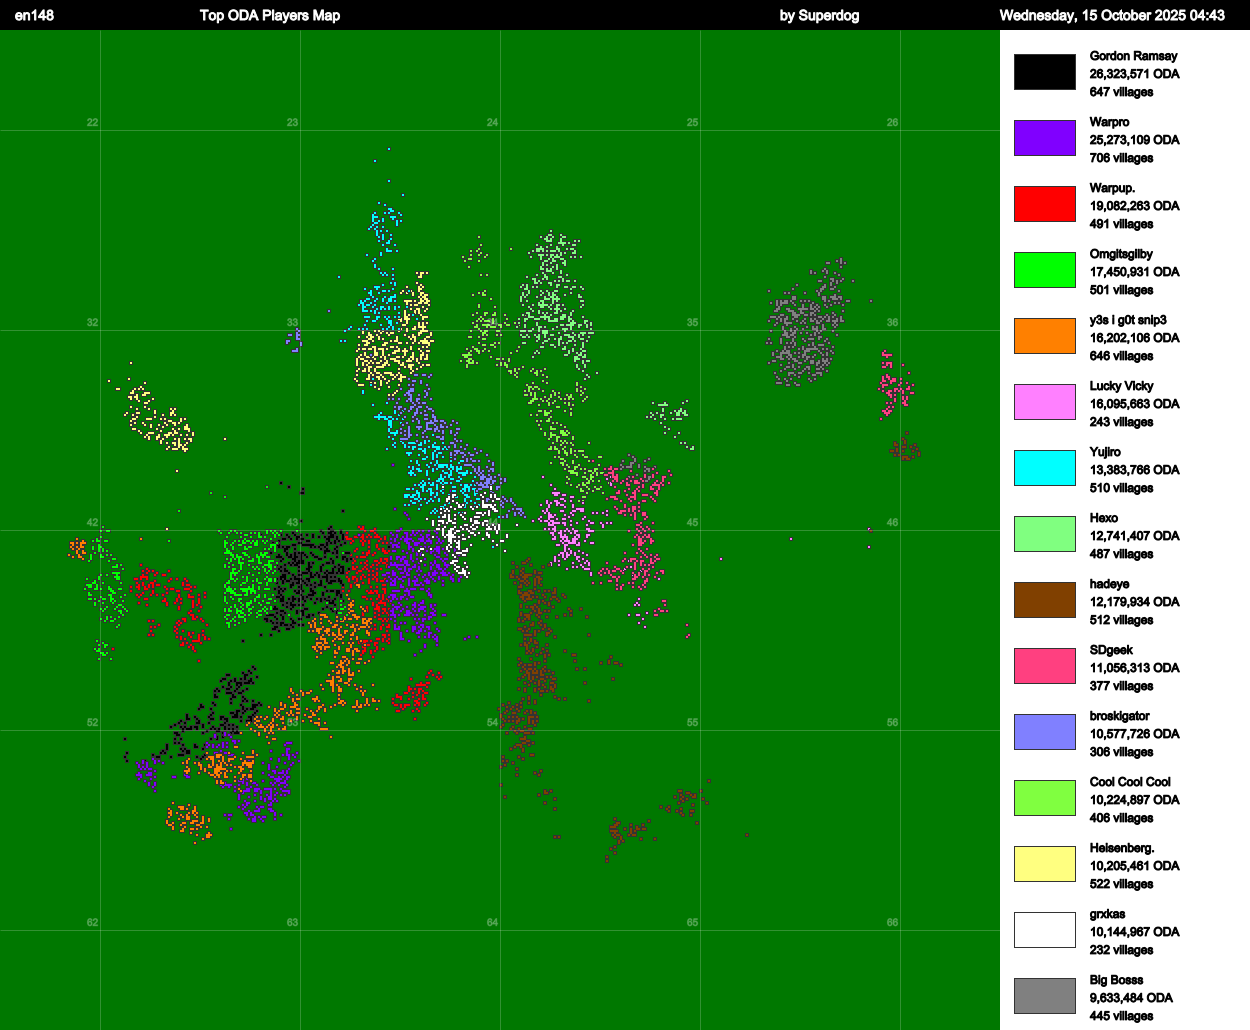 en148 Top ODA Players Map by Superdog Wednesday, 15 October 2025 04:43
22 23 24 25 26
32 33 35 36
42 43 45 46
52 53 54 55 56
62 63 64 65 66
Gordon Ramsay
26,323,571 ODA
647 villages
Warpro
25,273,109 ODA
706 villages
Warpup.
19,082,263 ODA
491 villages
Omgitsgilby
17,450,931 ODA
501 villages
y3s i g0t snip3
16,202,106 ODA
646 villages
Lucky Vicky
16,095,663 ODA
243 villages
Yujiro
13,383,766 ODA
510 villages
Hexo
12,741,407 ODA
487 villages
hadeye
12,179,934 ODA
512 villages
SDgeek
11,056,313 ODA
377 villages
broskigator
10,577,726 ODA
306 villages
Cool Cool Cool
10,224,897 ODA
406 villages
Heisenberg.
10,205,461 ODA
522 villages
grxkas
10,144,967 ODA
232 villages
Big Bosss
9,633,484 ODA
445 villages